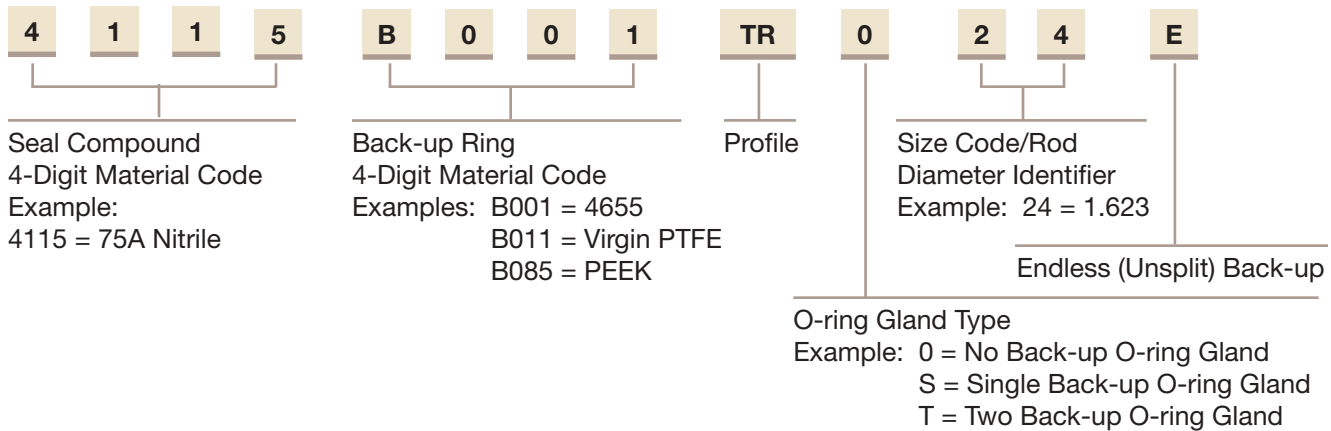 4 1 1 5 B 0 0 1 TR 0 2 4 E
Seal Compound
4-Digit Material Code
Example:
4115 = 75A Nitrile
Back-up Ring
4-Digit Material Code
Examples: B001 = 4655
B011 = Virgin PTFE
B085 = PEEK
Profile
Size Code/Rod
Diameter Identifier
Example: 24 = 1.623
Endless (Unsplit) Back-up
O-ring Gland Type
Example: 0 = No Back-up O-ring Gland
S = Single Back-up O-ring Gland
T = Two Back-up O-ring Gland